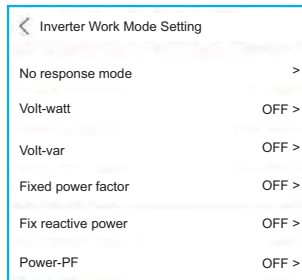 Inverter Work Mode Setting
No response mode >
Volt-watt OFF >
Volt-var OFF >
Fixed power factor OFF >
Fix reactive power OFF >
Power-PF OFF >